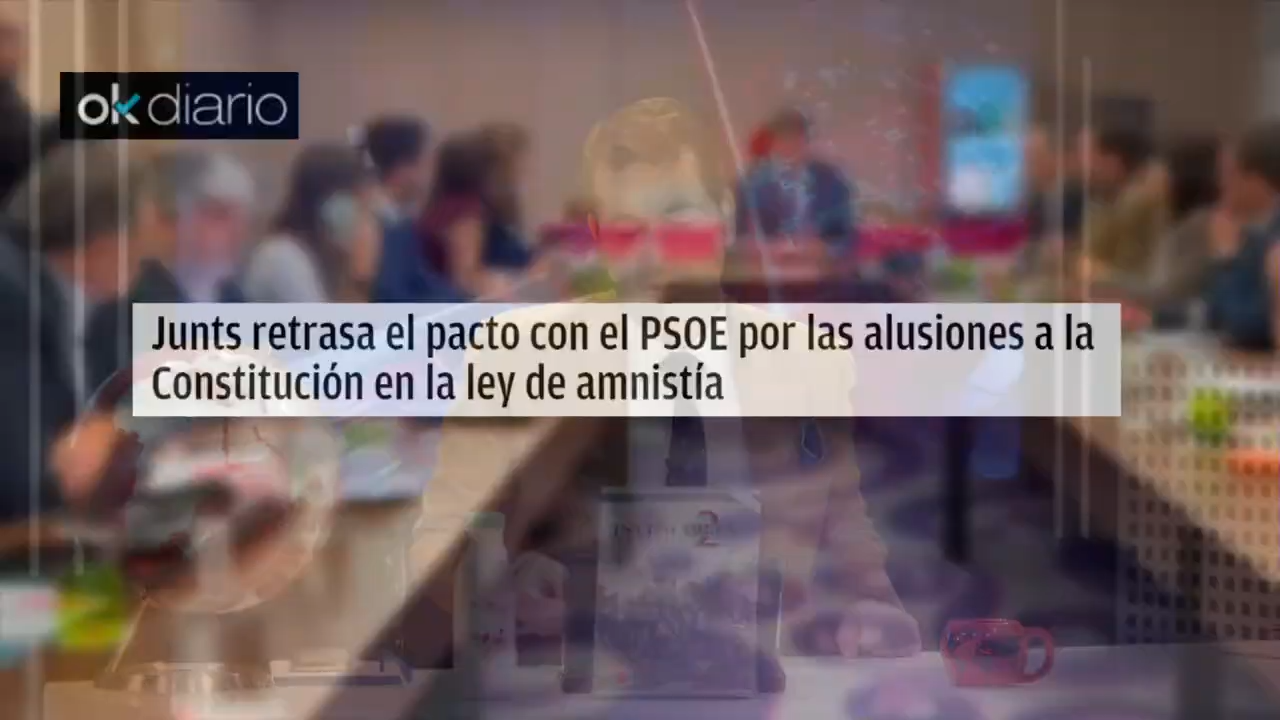 okdiario
Junts retrasa el pacto con el PSOE por las alusiones a la
Constitución en la ley de amnistía